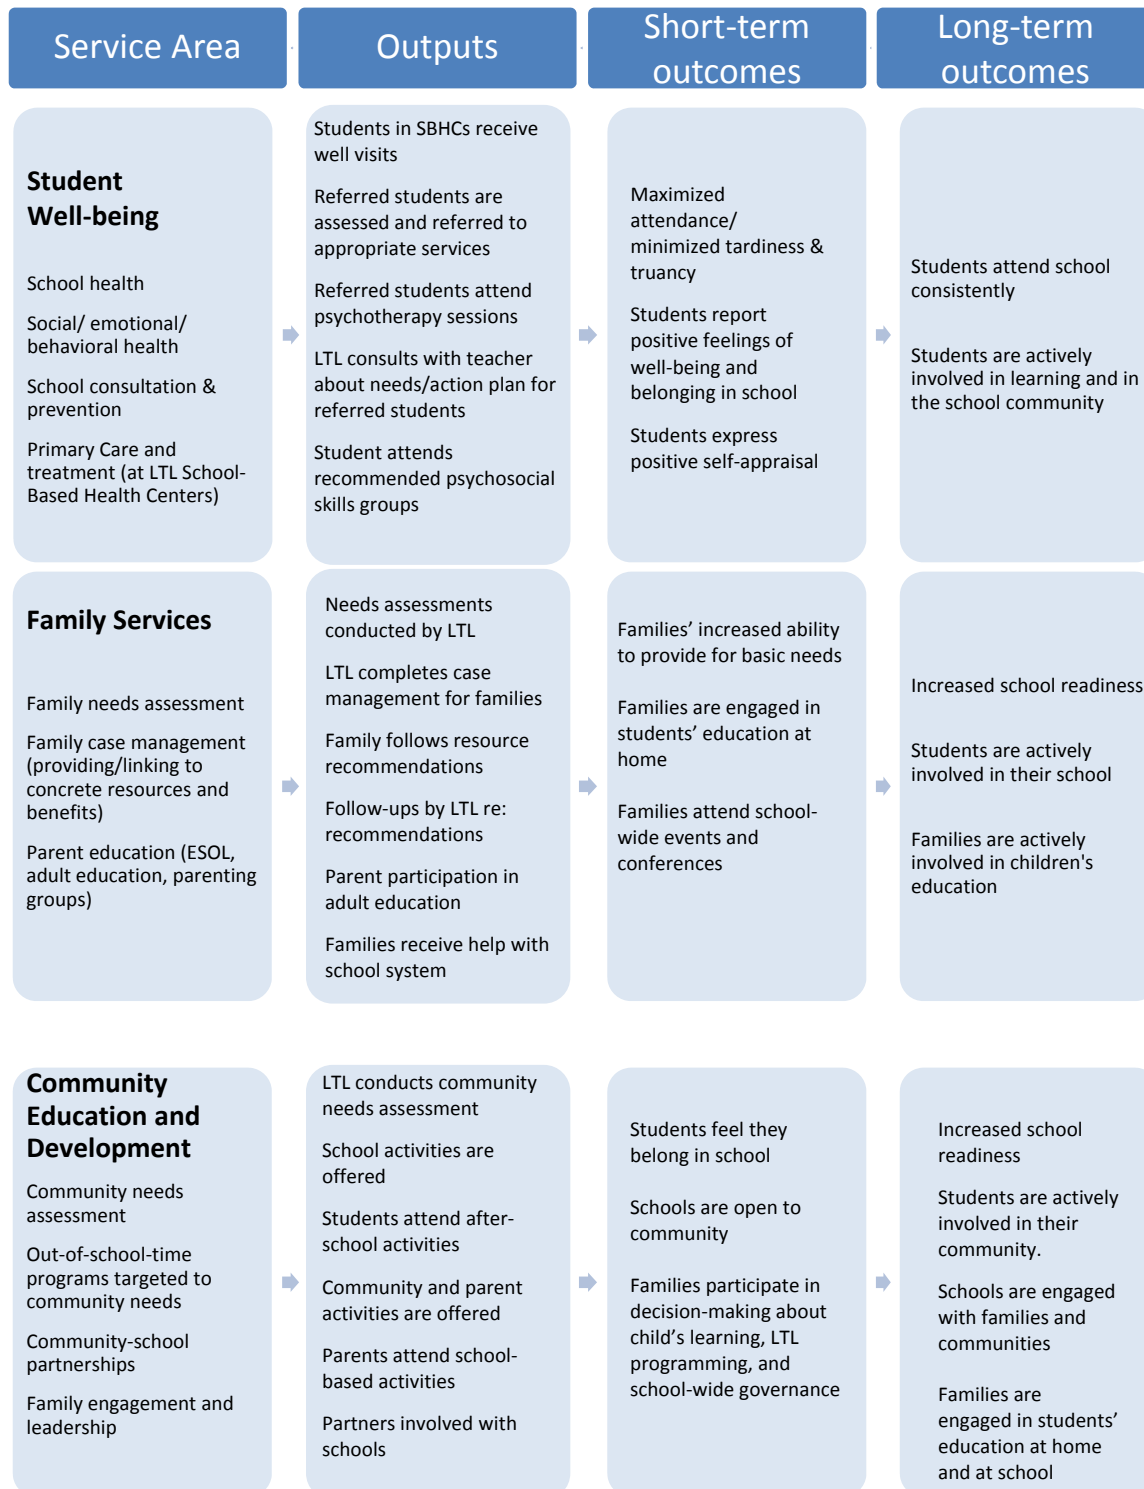 Service Area
Outputs
Short-term
outcomes
Long-term
outcomes
Student
Well-being
School health
Social/ emotional/
behavioral health
School consultation &
prevention
Primary Care and
treatment (at LTL School-
Based Health Centers)
Students in SBHCs receive
well visits
Referred students are
assessed and referred to
appropriate services
Referred students attend
psychotherapy sessions
LTL consults with teacher
about needs/action plan for
referred students
Student attends
recommended psychosocial
skills groups
Maximized
attendance/
minimized tardiness &
truancy
Students report
positive feelings of
well-being and
belonging in school
Students express
positive self-appraisal
Students attend school
consistently
Students are actively
involved in learning and in
the school community
Family Services
Family needs assessment
Family case management
(providing/linking to
concrete resources and
benefits)
Parent education (ESOL,
adult education, parenting
groups)
Needs assessments
conducted by LTL
LTL completes case
management for families
Family follows resource
recommendations
Follow-ups by LTL re:
recommendations
Parent participation in
adult education
Families receive help with
school system
Families’ increased ability
to provide for basic needs
Families are engaged in
students’ education at
home
Families attend school-
wide events and
conferences
Increased school readiness
Students are actively
involved in their school
Families are actively
involved in children's
education
Community
Education and
Development
Community needs
assessment
Out-of-school-time
programs targeted to
community needs
Community-school
partnerships
Family engagement and
leadership
LTL conducts community
needs assessment
School activities are
offered
Students attend after-
school activities
Community and parent
activities are offered
Parents attend school-
based activities
Partners involved with
schools
Students feel they
belong in school
Schools are open to
community
Families participate in
decision-making about
child’s learning, LTL
programming, and
school-wide governance
Increased school
readiness
Students are actively
involved in their
community.
Schools are engaged
with families and
communities
Families are
engaged in students’
education at home
and at school